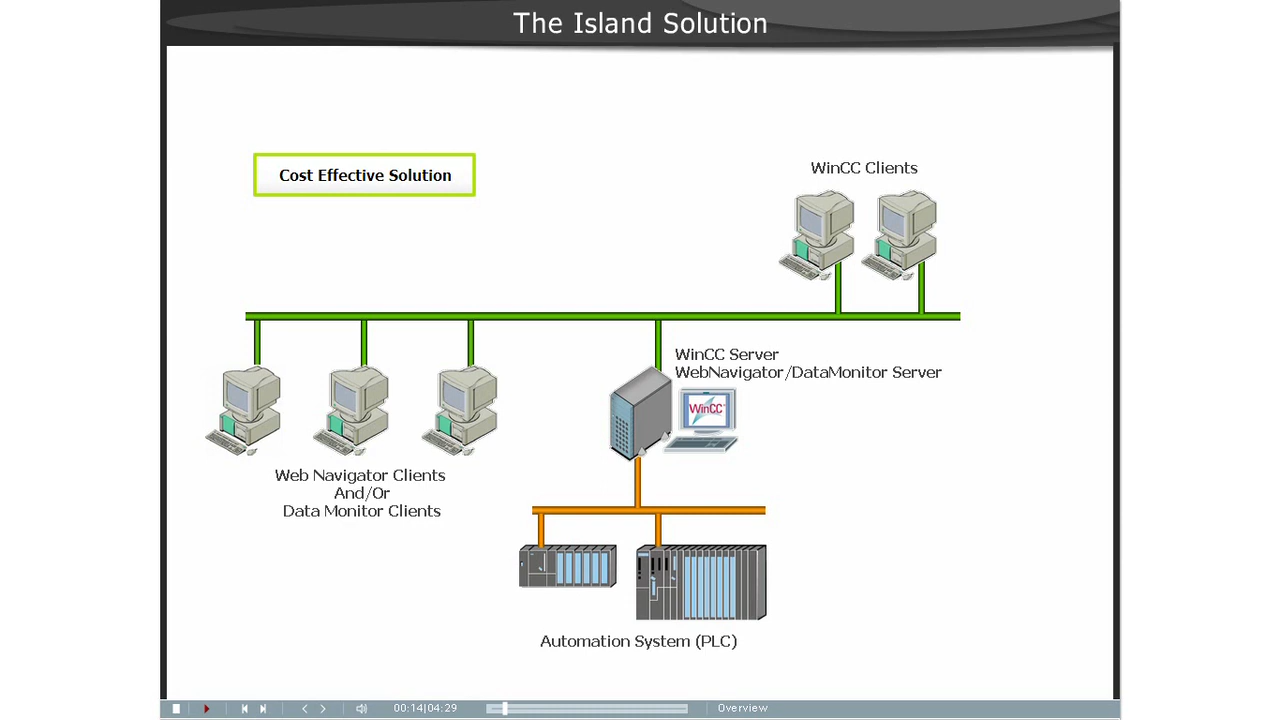 The Island Solution
Cost Effective Solution
WinCC Clients
WinCC Server
WebNavigator/DataMonitor Server
WinCC
Web Navigator Clients
And/Or
Data Monitor Clients
Automation System (PLC)
00:14|04:29
Overview